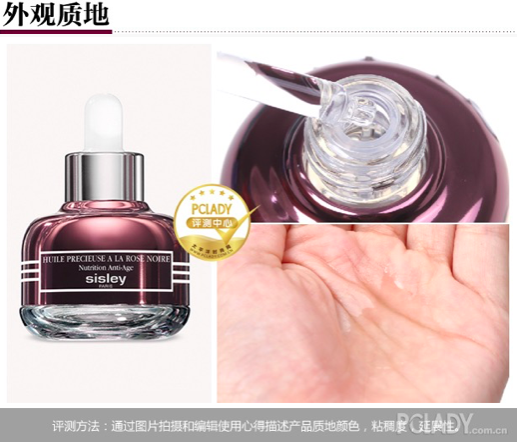 外观质地
PCLADY
评测中心
HUILE PRECIEUSE A LA ROSE NOIRE
Nutrition Anti-Age
sisley
PARIS
评测方法：通过图片拍摄和编辑使用心得描述产品质地颜色，粘稠度，延展性。
PCLADY
.com.cn